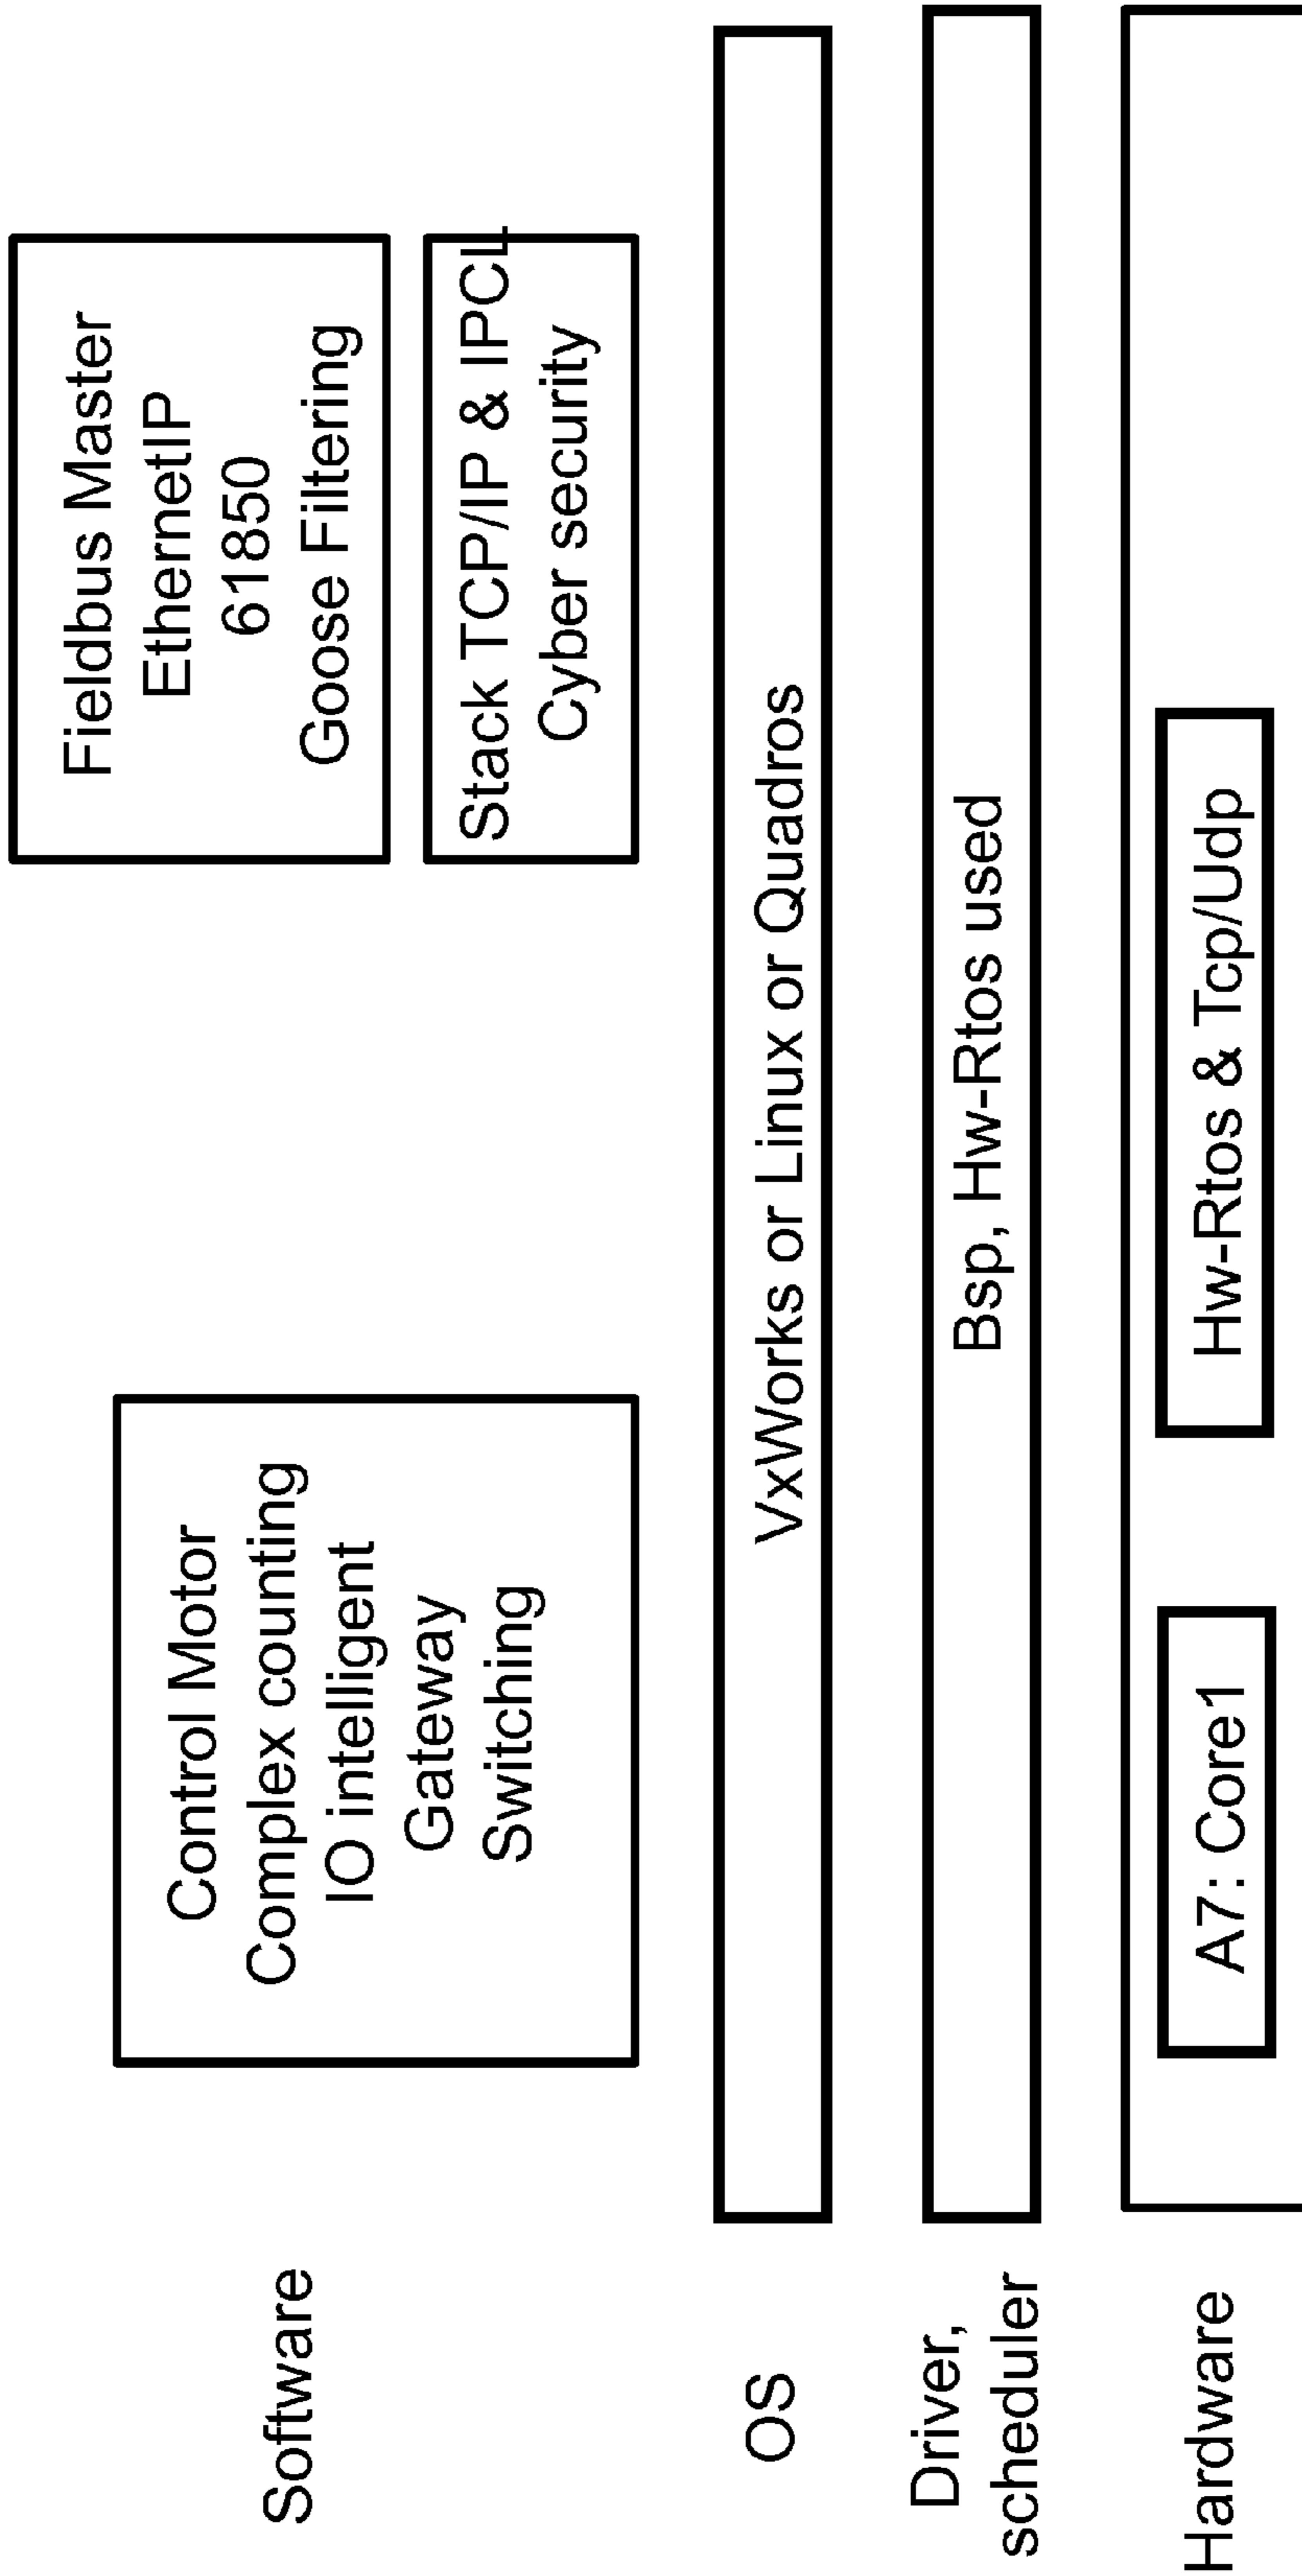 Software
Control Motor
Complex counting
IO intelligent
Gateway
Switching
Fieldbus Master
EthernetIP
61850
Goose Filtering
Stack TCP/IP & IPCL
Cyber security
OS
VxWorks or Linux or Quadros
Driver,
scheduler
Bsp, Hw-Rtos used
Hardware
A7: Core1
Hw-Rtos & Tcp/Udp